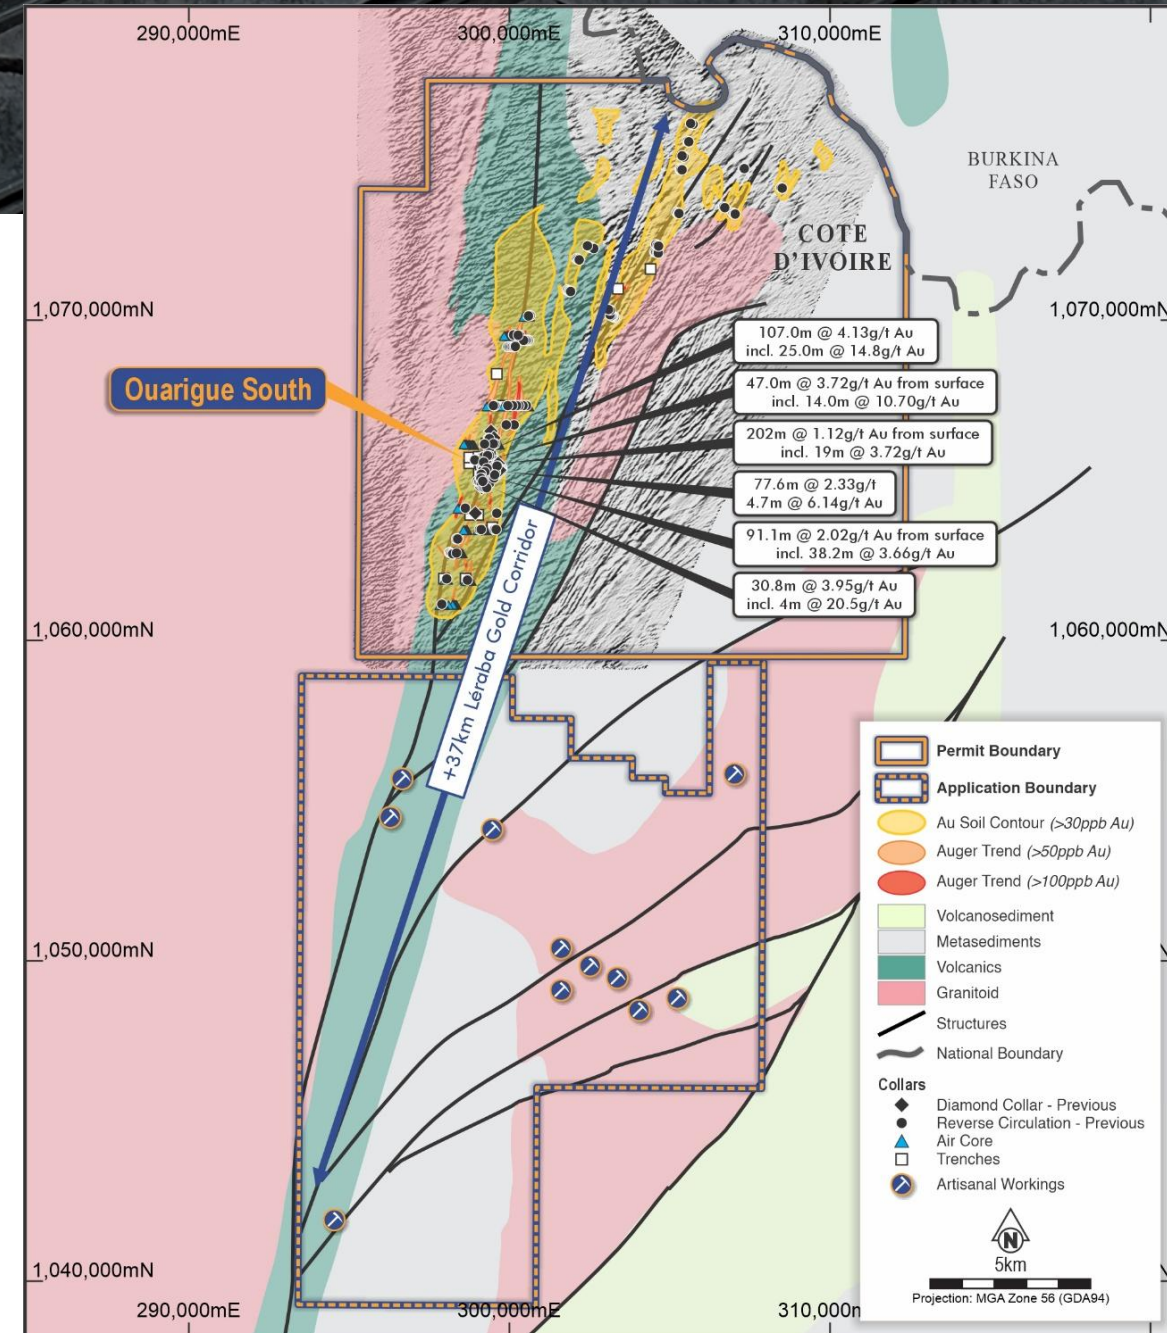 290,000mE
300,000mE
310,000mE
BURKINA
FASO
COTE
D'IVOIRE
1,070,000mN
1,070,000mN
107.0m @ 4.13g/t Au
incl. 25.0m @ 14.8g/t Au
Ouarigue South
47.0m @ 3.72g/t Au from surface
incl. 14.0m @ 10.70g/t Au
202m @ 1.12g/t Au from surface
incl. 19m @ 3.72g/t Au
77.6m @ 2.33g/t
4.7m @ 6.14g/t Au
91.1m @ 2.02g/t Au from surface
incl. 38.2m @ 3.66g/t Au
30.8m @ 3.95g/t Au
incl. 4m @ 20.5g/t Au
+37km Léraba Gold Corridor
1,060,000mN
1,060,000mN
Permit Boundary
Application Boundary
Au Soil Contour (>30ppb Au)
Auger Trend (>50ppb Au)
Auger Trend (>100ppb Au)
Volcanosediment
Metasediments
Volcanics
Granitoid
Structures
National Boundary
Collars
Diamond Collar - Previous
Reverse Circulation - Previous
Air Core
Trenches
Artisanal Workings
N
5km
Projection: MGA Zone 56 (GDA94)
1,050,000mN
1,040,000mN
290,000mE
300,000mE
310,000m